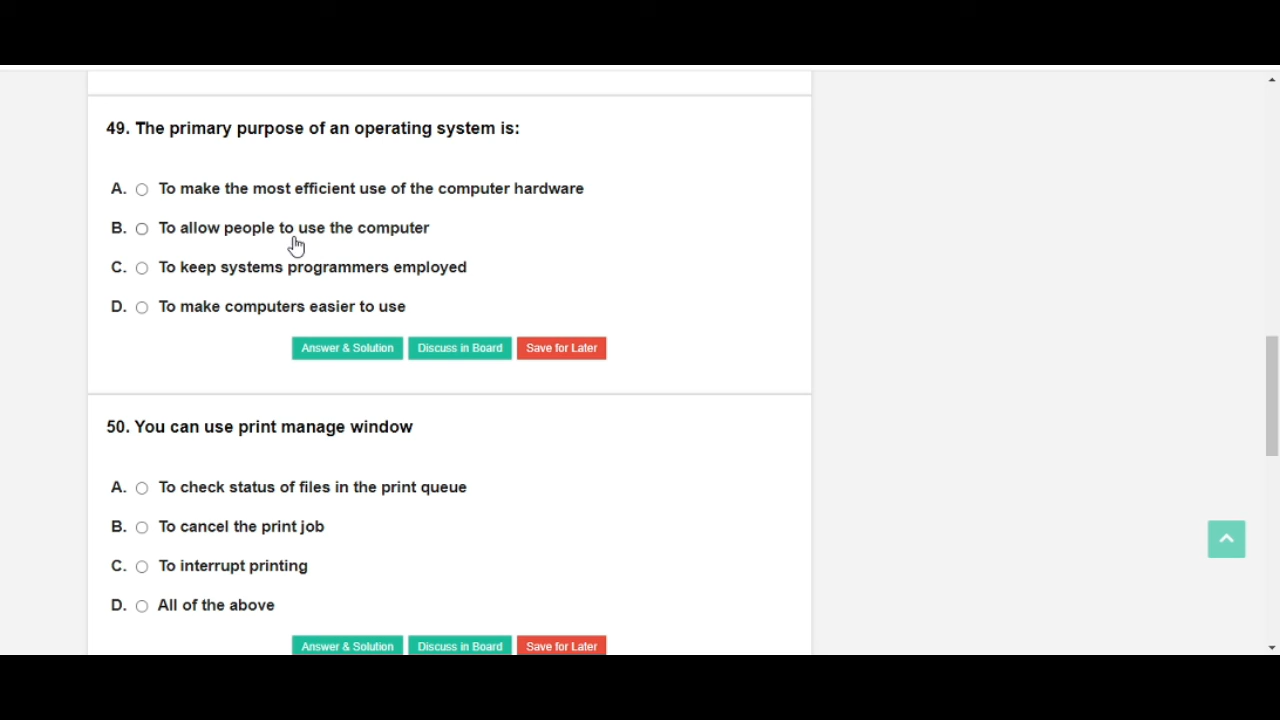 49. The primary purpose of an operating system is:
A. To make the most efficient use of the computer hardware
B. To allow people to use the computer
C. To keep systems programmers employed
D. To make computers easier to use
Answer & Solution Discuss in Board Save for Later
50. You can use print manage window
A. To check status of files in the print queue
B. To cancel the print job
C. To interrupt printing
D. All of the above
Answer & Solution Discuss in Board Save for Later